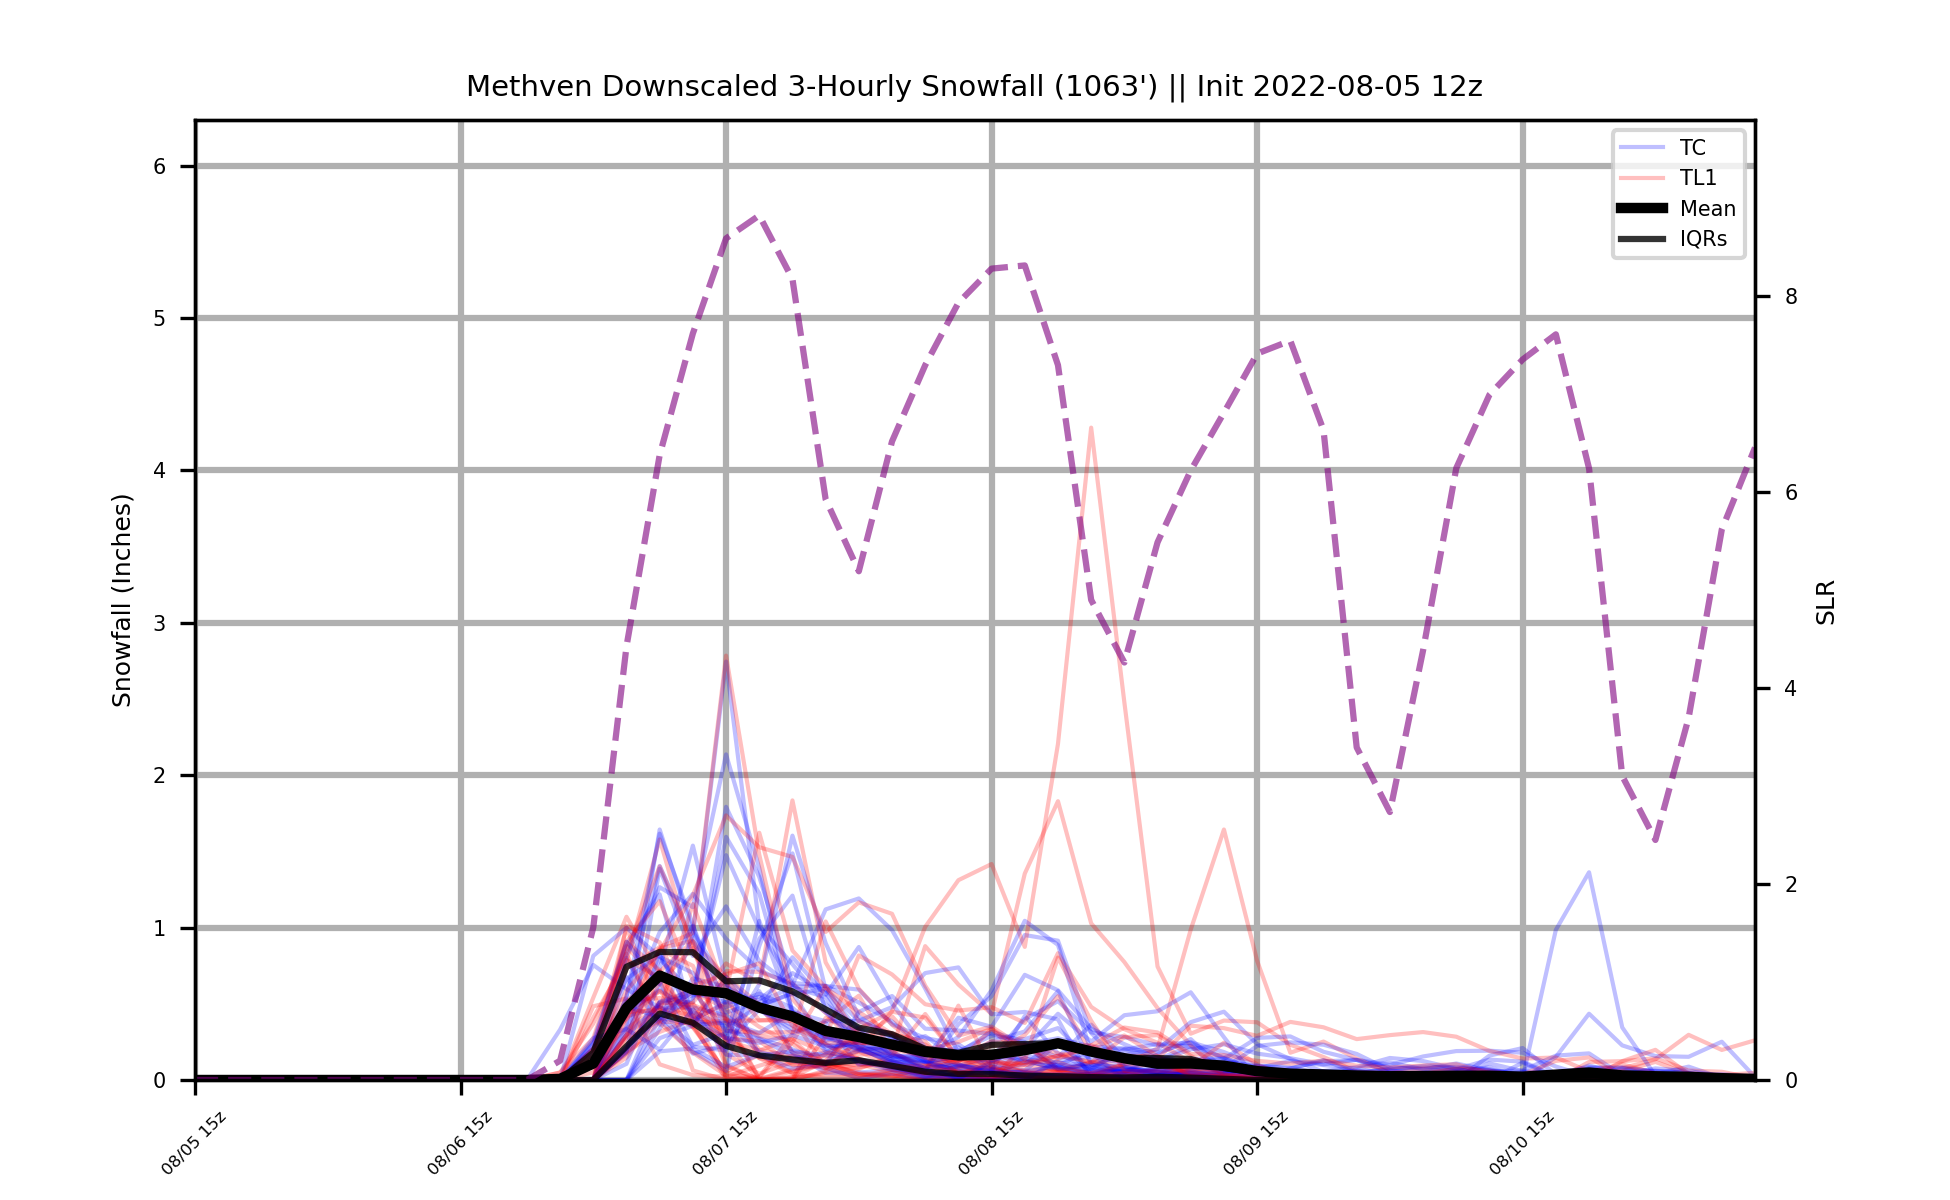 Methven Downscaled 3-Hourly Snowfall (1063') || Init 2022-08-05 12z
TC
TL1
Mean
IQRs
Snowfall (Inches)
6
5
4
3
2
1
0
SLR
8
6
4
2
0
08/05 15z
08/06 15z
08/07 15z
08/08 15z
08/09 15z
08/10 15z